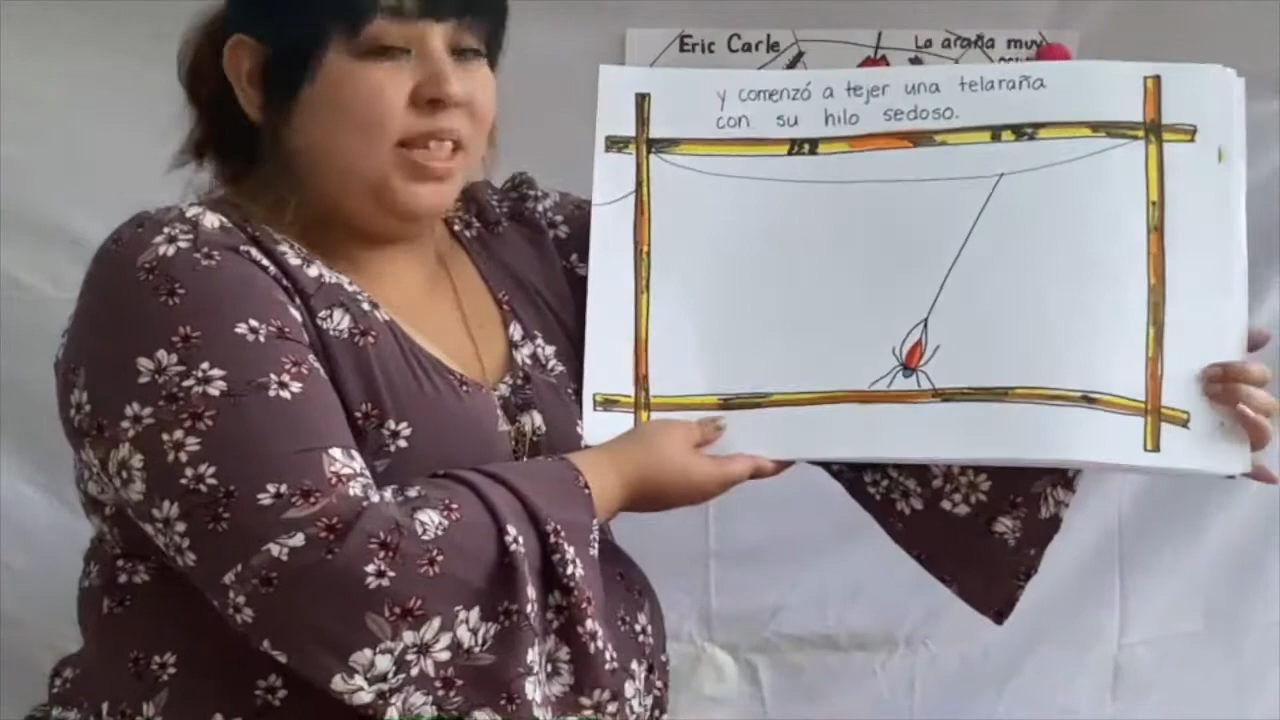 Eric Carle
La araña muy
y comenzó a tejer una telaraña
con su hilo sedoso.